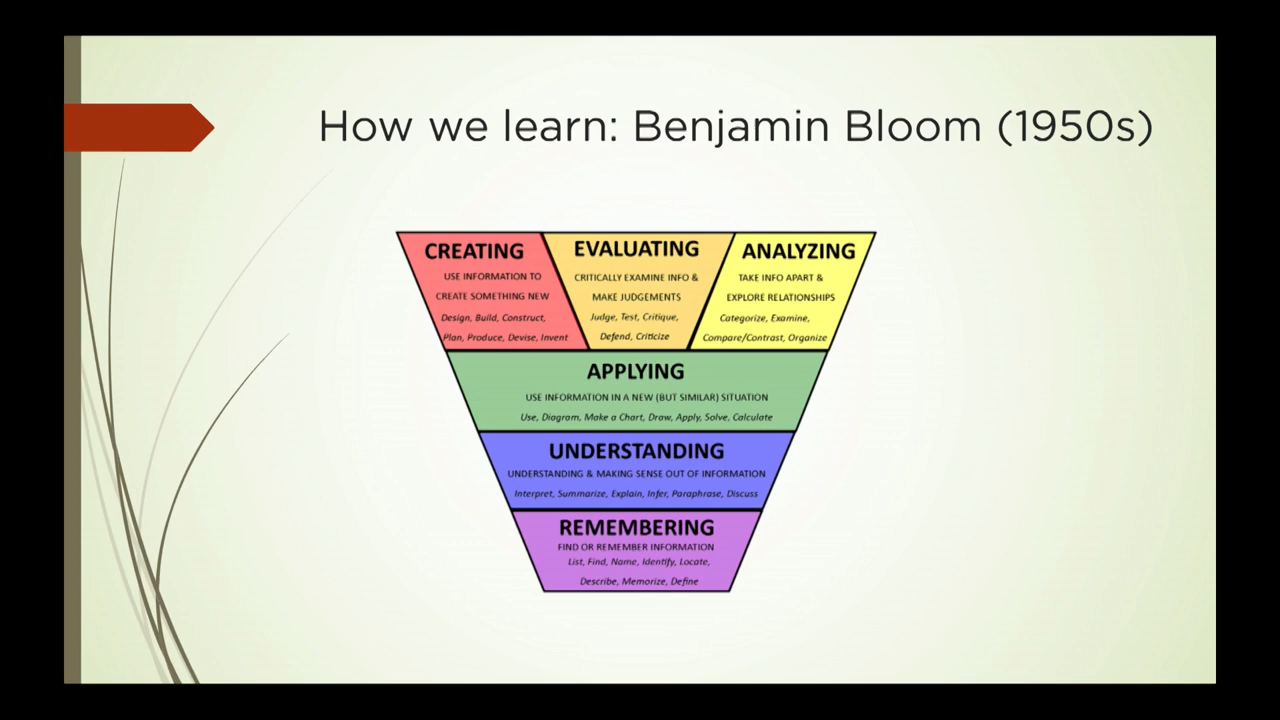 How we learn: Benjamin Bloom (1950s)
CREATING
USE INFORMATION TO
CREATE SOMETHING NEW
Design, Build, Construct,
Plan, Produce, Devise, Invent
EVALUATING
CRITICALLY EXAMINE INFO &
MAKE JUDGEMENTS
Judge, Test, Critique,
Defend, Criticize
ANALYZING
TAKE INFO APART &
EXPLORE RELATIONSHIPS
Categorize, Examine,
Compare/Contrast, Organize
APPLYING
USE INFORMATION IN A NEW (BUT SIMILAR) SITUATION
Use, Diagram, Make a Chart, Draw, Apply, Solve, Calculate
UNDERSTANDING
UNDERSTANDING & MAKING SENSE OUT OF INFORMATION
Interpret, Summarize, Explain, Infer, Paraphrase, Discuss
REMEMBERING
FIND OR REMEMBER INFORMATION
List, Find, Name, Identify, Locate,
Describe, Memorize, Define